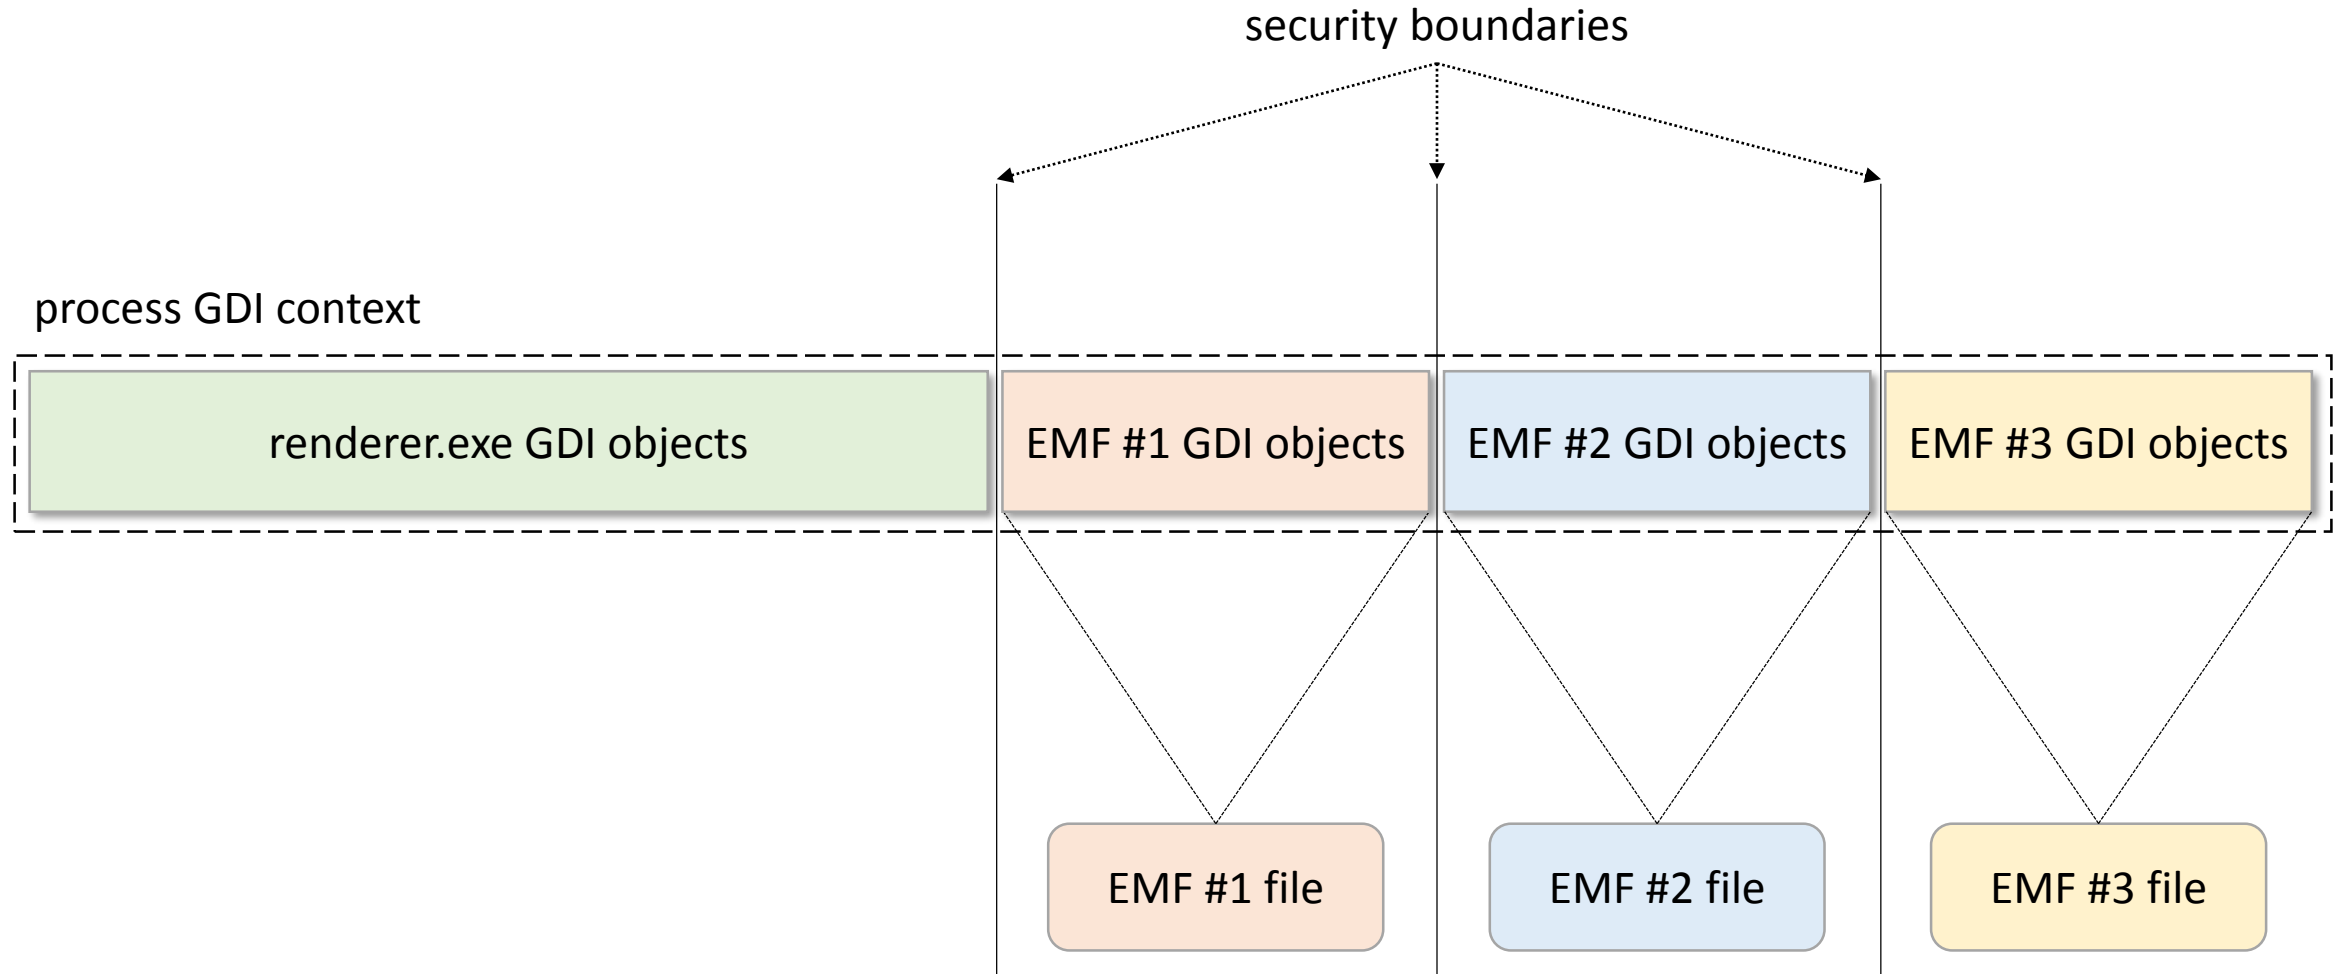 security boundaries
process GDI context
renderer.exe GDI objects
EMF #1 GDI objects
EMF #2 GDI objects
EMF #3 GDI objects
EMF #1 file
EMF #2 file
EMF #3 file